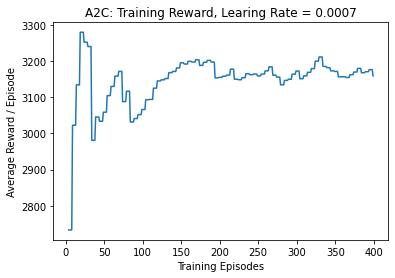 A2C: Training Reward, Learing Rate = 0.0007
Average Reward / Episode
3300
3200
3100
3000
2900
2800
0 50 100 150 200 250 300 350 400
Training Episodes